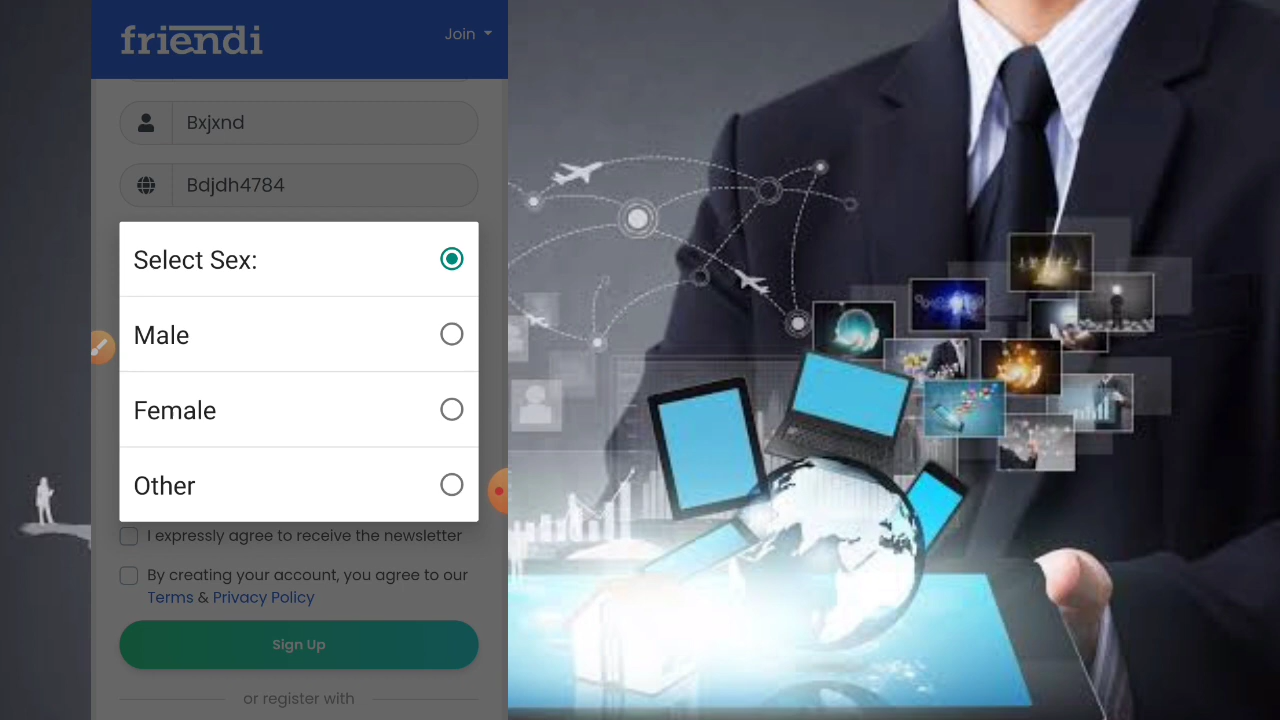 friendi
Join
Bxjxnd
Bdjdh4784
Select Sex:
Male
Female
Other
I expressly agree to receive the newsletter
By creating your account, you agree to our
Terms & Privacy Policy
Sign Up
or register with